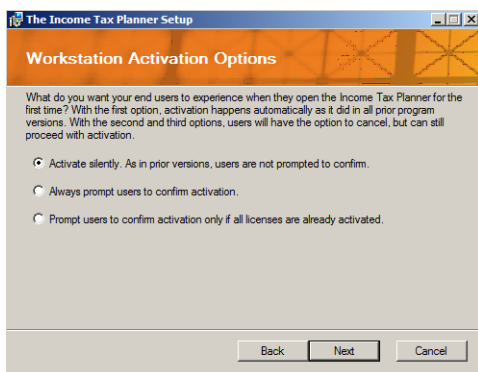 The Income Tax Planner Setup
Workstation Activation Options
What do you want your end users to experience when they open the Income Tax Planner for the
first time? With the first option, activation happens automatically as it did in all prior program
versions. With the second and third options, users will have the option to cancel, but can still
proceed with activation.
Activate silently. As in prior versions, users are not prompted to confirm.
Always prompt users to confirm activation.
Prompt users to confirm activation only if all licenses are already activated.
Back Next Cancel